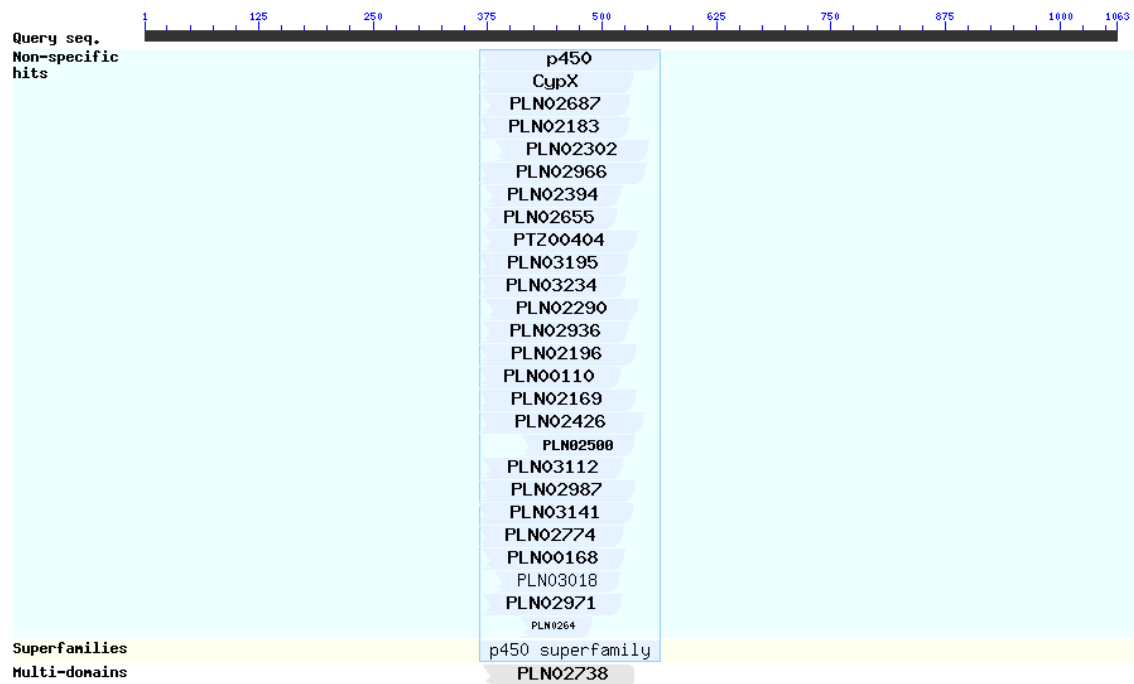 1 125 250 375 500 625 750 875 1000 1063
Query seq.
Non-specific
hits
p450
CypX
PLN02687
PLN02183
PLN02302
PLN02966
PLN02394
PLN02655
PTZ00404
PLN03195
PLN03234
PLN02290
PLN02936
PLN02196
PLN00110
PLN02169
PLN02426
PLN02500
PLN03112
PLN02987
PLN03141
PLN02774
PLN00168
PLN03018
PLN02971
PLN0264
Superfamilies p450 superfamily
Multi-domains PLN02738